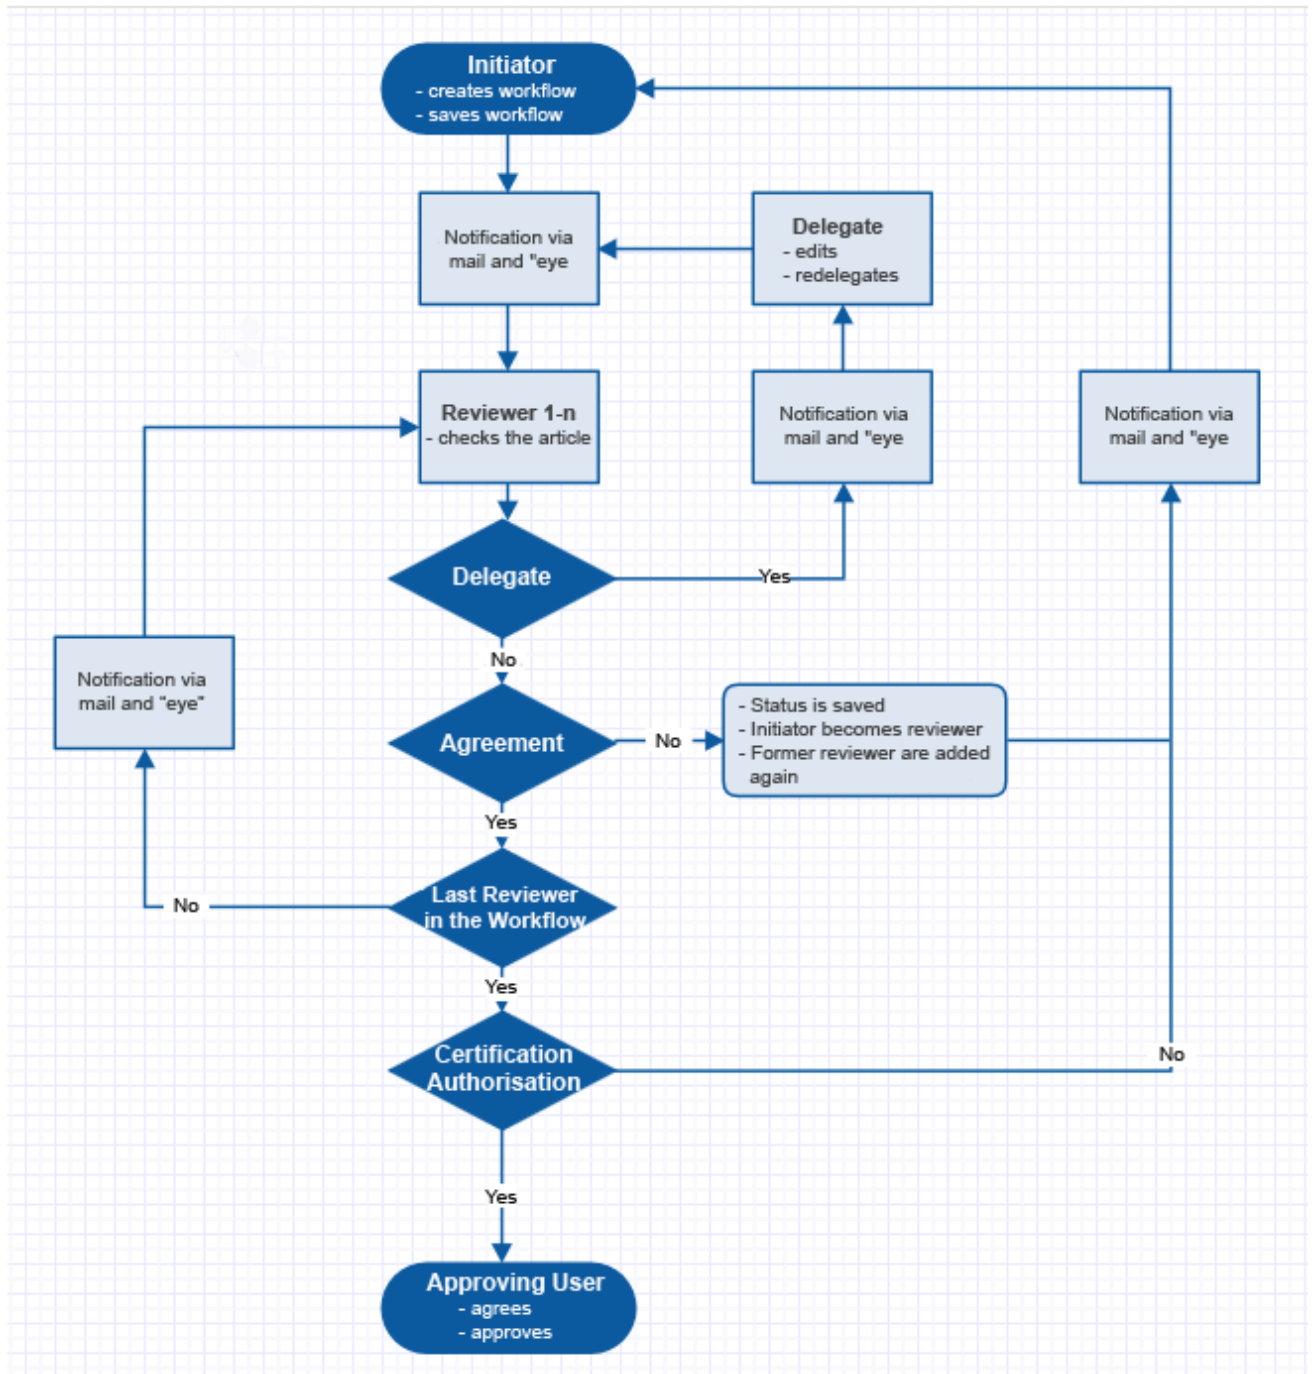 Initiator
- creates workflow
- saves workflow
Notification via
mail and "eye
Delegate
- edits
- redelegates
Reviewer 1-n
- checks the article
Notification via
mail and "eye
Notification via
mail and "eye
Delegate
Yes
No
Notification via
mail and "eye"
Agreement
No
- Status is saved
- Initiator becomes reviewer
- Former reviewer are added
again
Yes
Last Reviewer
in the Workflow
No
Yes
Certification
Authorisation
No
Yes
Approving User
- agrees
- approves